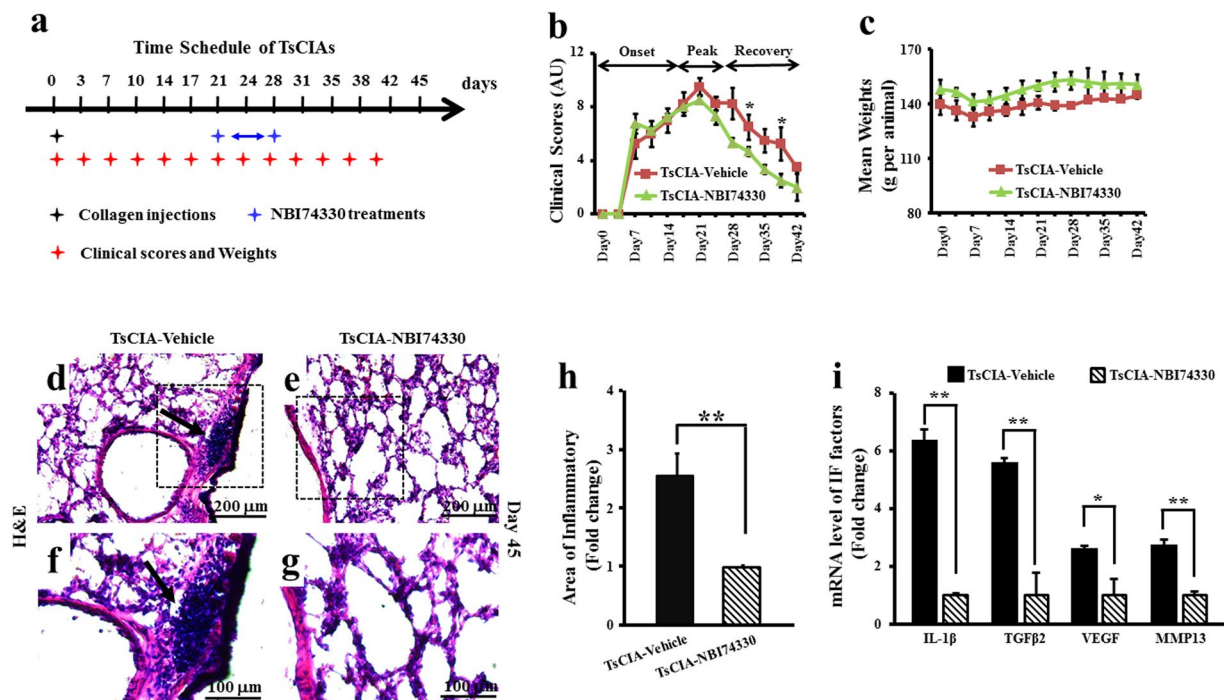 a
Time Schedule of TsCIAs
0 3 7 10 14 17 21 24 28 31 35 38 42 45 days
Collagen injections
NBI74330 treatments
Clinical scores and Weights
b
Onset Peak Recovery
Clinical Scores (AU)
12
8
4
0
* *
TsCIA-Vehicle
TsCIA-NBI74330
Day0 Day7 Day14 Day21 Day28 Day35 Day42
c
Mean Weights
(g per animal)
170
140
110
80
TsCIA-Vehicle
TsCIA-NBI74330
Day0 Day7 Day14 Day21 Day28 Day35 Day42
TsCIA-Vehicle
TsCIA-NBI74330
H&E
Day 45
d
200 μm
e
200 μm
f
100 μm
g
100 μm
h
Area of Inflammatory
(Fold change)
4
3
2
1
0
**
TsCIA-Vehicle
TsCIA-NBI74330
i
TsCIA-Vehicle
TsCIA-NBI74330
mRNA level of IF factors
(Fold change)
8
6
4
2
0
** ** * **
IL-1β TGFβ2 VEGF MMP13